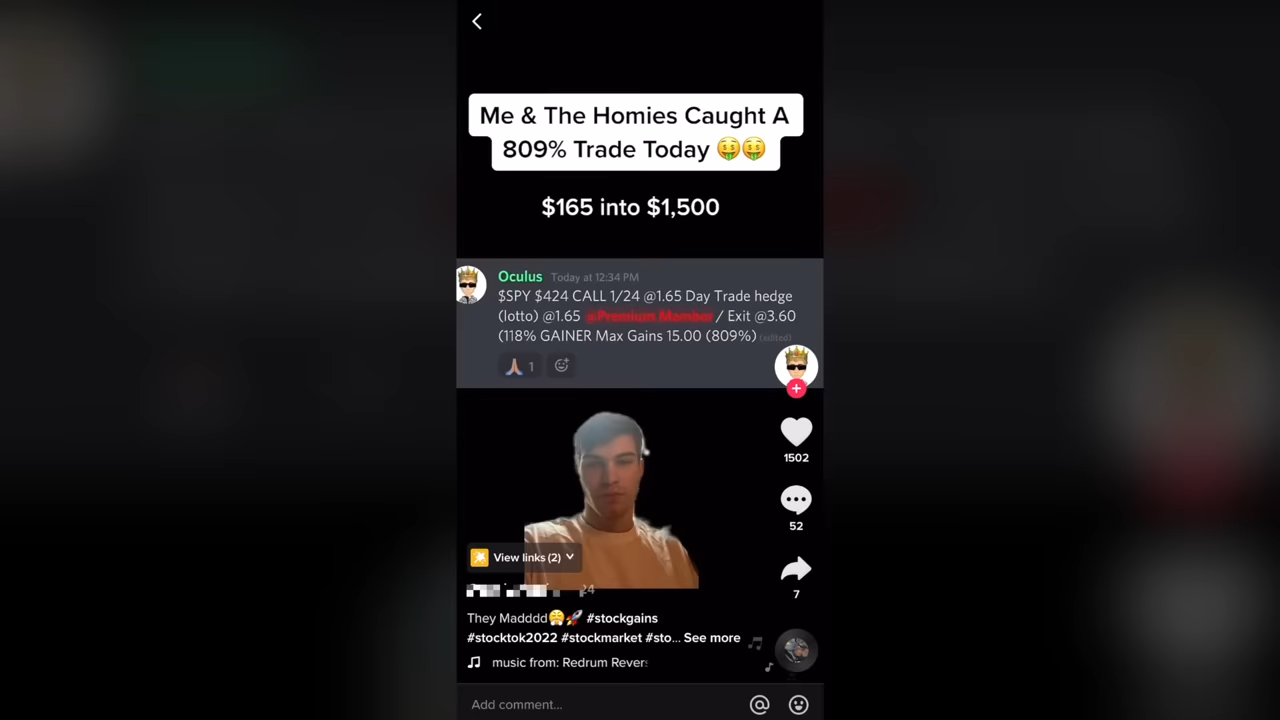 Me & The Homies Caught A
809% Trade Today 🤑🤑
$165 into $1,500
Oculus Today at 12:34 PM
$SPY $424 CALL 1/24 @1.65 Day Trade hedge
(lotto) @1.65 @Premium Member / Exit @3.60
(118% GAINER Max Gains 15.00 (809%) (edited)
🙏🏼 1
1502
52
View links (2)
7
They Madddd😤🚀 #stockgains
#stocktok2022 #stockmarket #sto... See more
music from: Redrum Revers
Add comment...